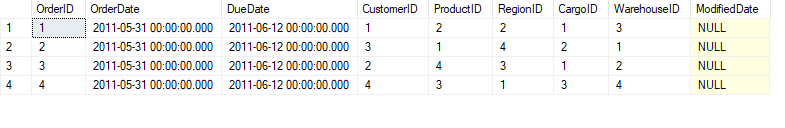 OrderID OrderDate DueDate CustomerID ProductID RegionID CargoID WarehouseID ModifiedDate
1 1 2011-05-31 00:00:00.000 2011-06-12 00:00:00.000 1 2 2 1 3 NULL
2 2 2011-05-31 00:00:00.000 2011-06-12 00:00:00.000 3 1 4 2 1 NULL
3 3 2011-05-31 00:00:00.000 2011-06-12 00:00:00.000 2 4 3 1 2 NULL
4 4 2011-05-31 00:00:00.000 2011-06-12 00:00:00.000 4 3 1 3 4 NULL